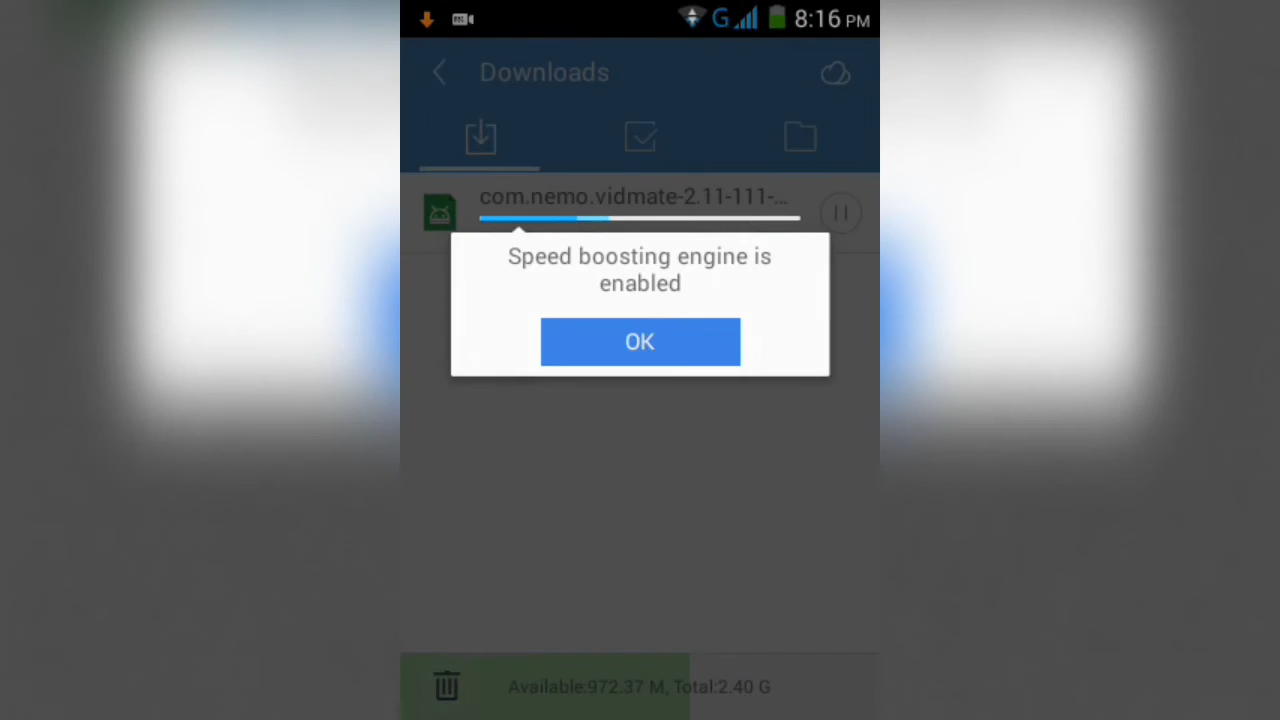 G 8:16 PM
Downloads
com.nemo.vidmate-2.11-111-...
Speed boosting engine is
enabled
OK
Available:972.37 M, Total:2.40 G